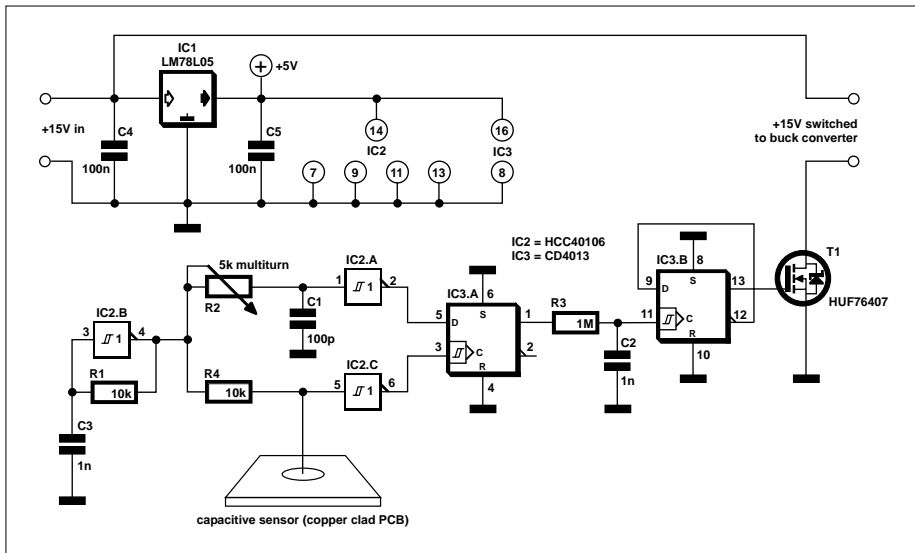 IC1
LM78L05
+5V
+15V in
C4
100n
C5
100n
14
IC2
16
IC3
8
7
9
11
13
+15V switched
to buck converter
5k multiturn
R2
IC2.A
1
1
2
C1
100p
IC2.B
3
1
4
R1
10k
C3
1n
R4
10k
IC2.C
5
1
6
IC2 = HCC40106
IC3 = CD4013
IC3.A
6
S
5
D
1
3
C
2
R
4
R3
1M
C2
1n
IC3.B
8
S
9
D
13
11
C
12
R
10
T1
HUF76407
capacitive sensor (copper clad PCB)